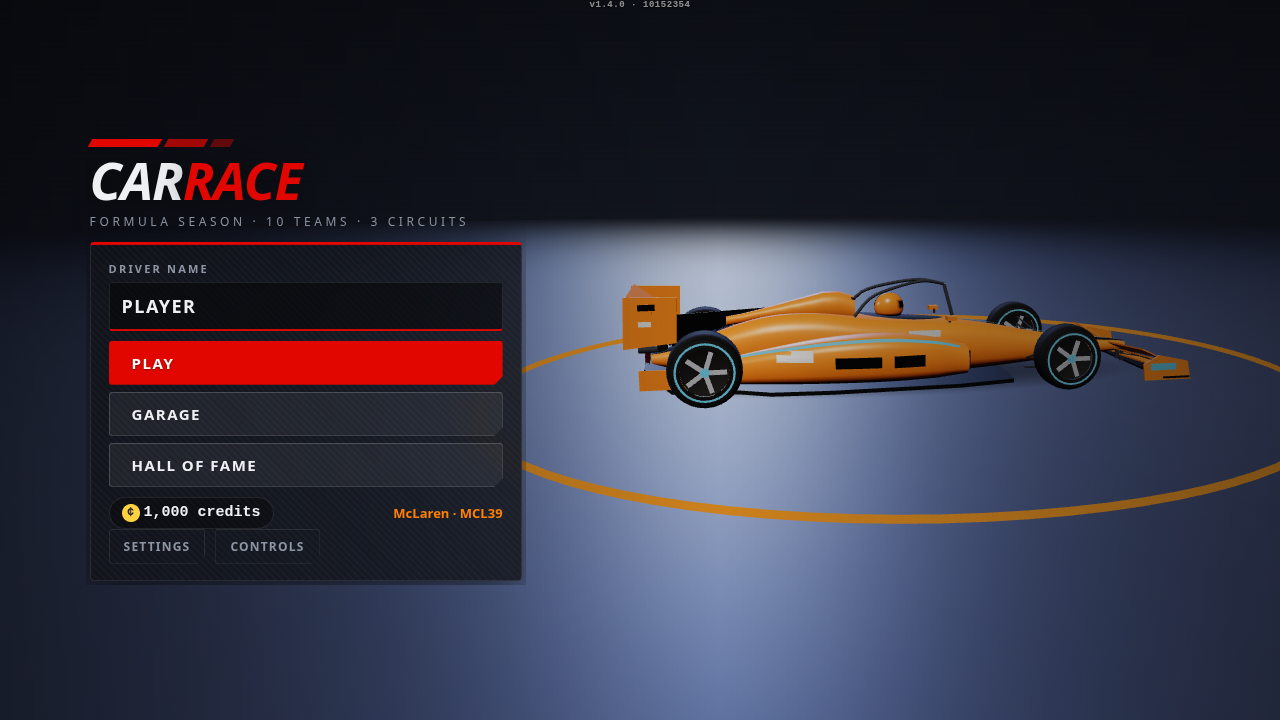 v1.4.0 · 10152354
CARRACE
FORMULA SEASON · 10 TEAMS · 3 CIRCUITS
DRIVER NAME
PLAYER
PLAY
GARAGE
HALL OF FAME
¢ 1,000 credits
McLaren · MCL39
SETTINGS
CONTROLS